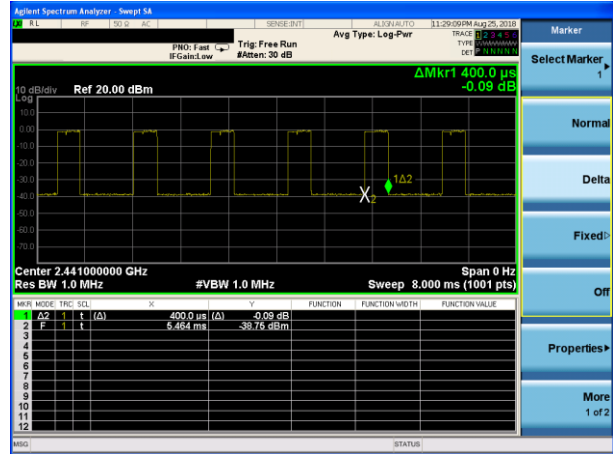 Agilent Spectrum Analyzer - Swept SA
RL RF 50 Ω AC SENSE:INT ALIGN AUTO 11:29:09PM Aug 25, 2018
Avg Type: Log-Pwr TRACE 1 2 3 4 5 6
PNO: Fast Trig: Free Run TYPE
IFGain:Low #Atten: 30 dB DET P N N N N N
ΔMkr1 400.0 µs
-0.09 dB
10 dB/div Ref 20.00 dBm
Log
10.0
0.00
-10.0
-20.0
-30.0
-40.0
-50.0
-60.0
-70.0
1Δ2
2
Center 2.441000000 GHz Span 0 Hz
Res BW 1.0 MHz #VBW 1.0 MHz Sweep 8.000 ms (1001 pts)
MKR MODE TRC SCL X Y FUNCTION FUNCTION WIDTH FUNCTION VALUE
1 Δ2 1 t (Δ) 400.0 µs (Δ) -0.09 dB
2 F 1 t 5.464 ms -38.75 dBm
3
4
5
6
7
8
9
10
11
12
MSG STATUS
Marker
Select Marker
1
Normal
Delta
Fixed
Off
Properties
More
1 of 2